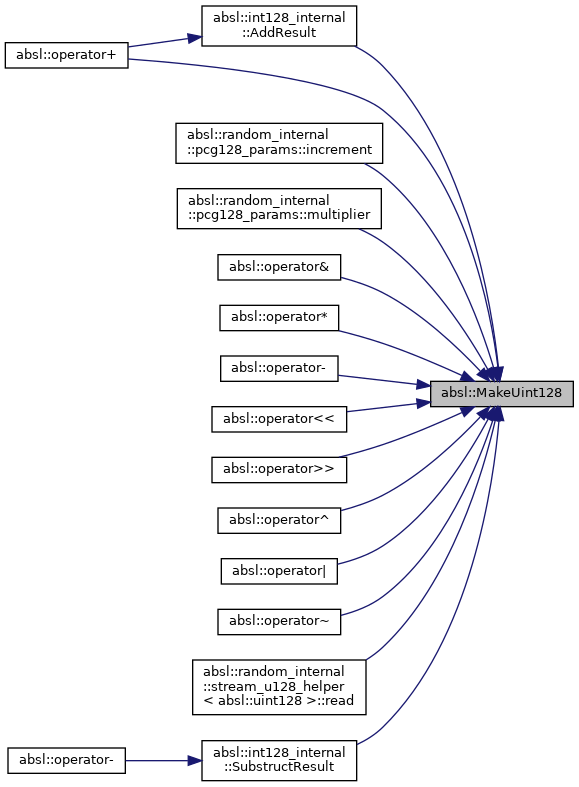 absl::int128_internal
::AddResult
absl::operator+
absl::random_internal
::pcg128_params::increment
absl::random_internal
::pcg128_params::multiplier
absl::operator&
absl::operator*
absl::operator-
absl::MakeUint128
absl::operator<<
absl::operator>>
absl::operator^
absl::operator|
absl::operator~
absl::random_internal
::stream_u128_helper
< absl::uint128 >::read
absl::int128_internal
::SubstructResult
absl::operator-